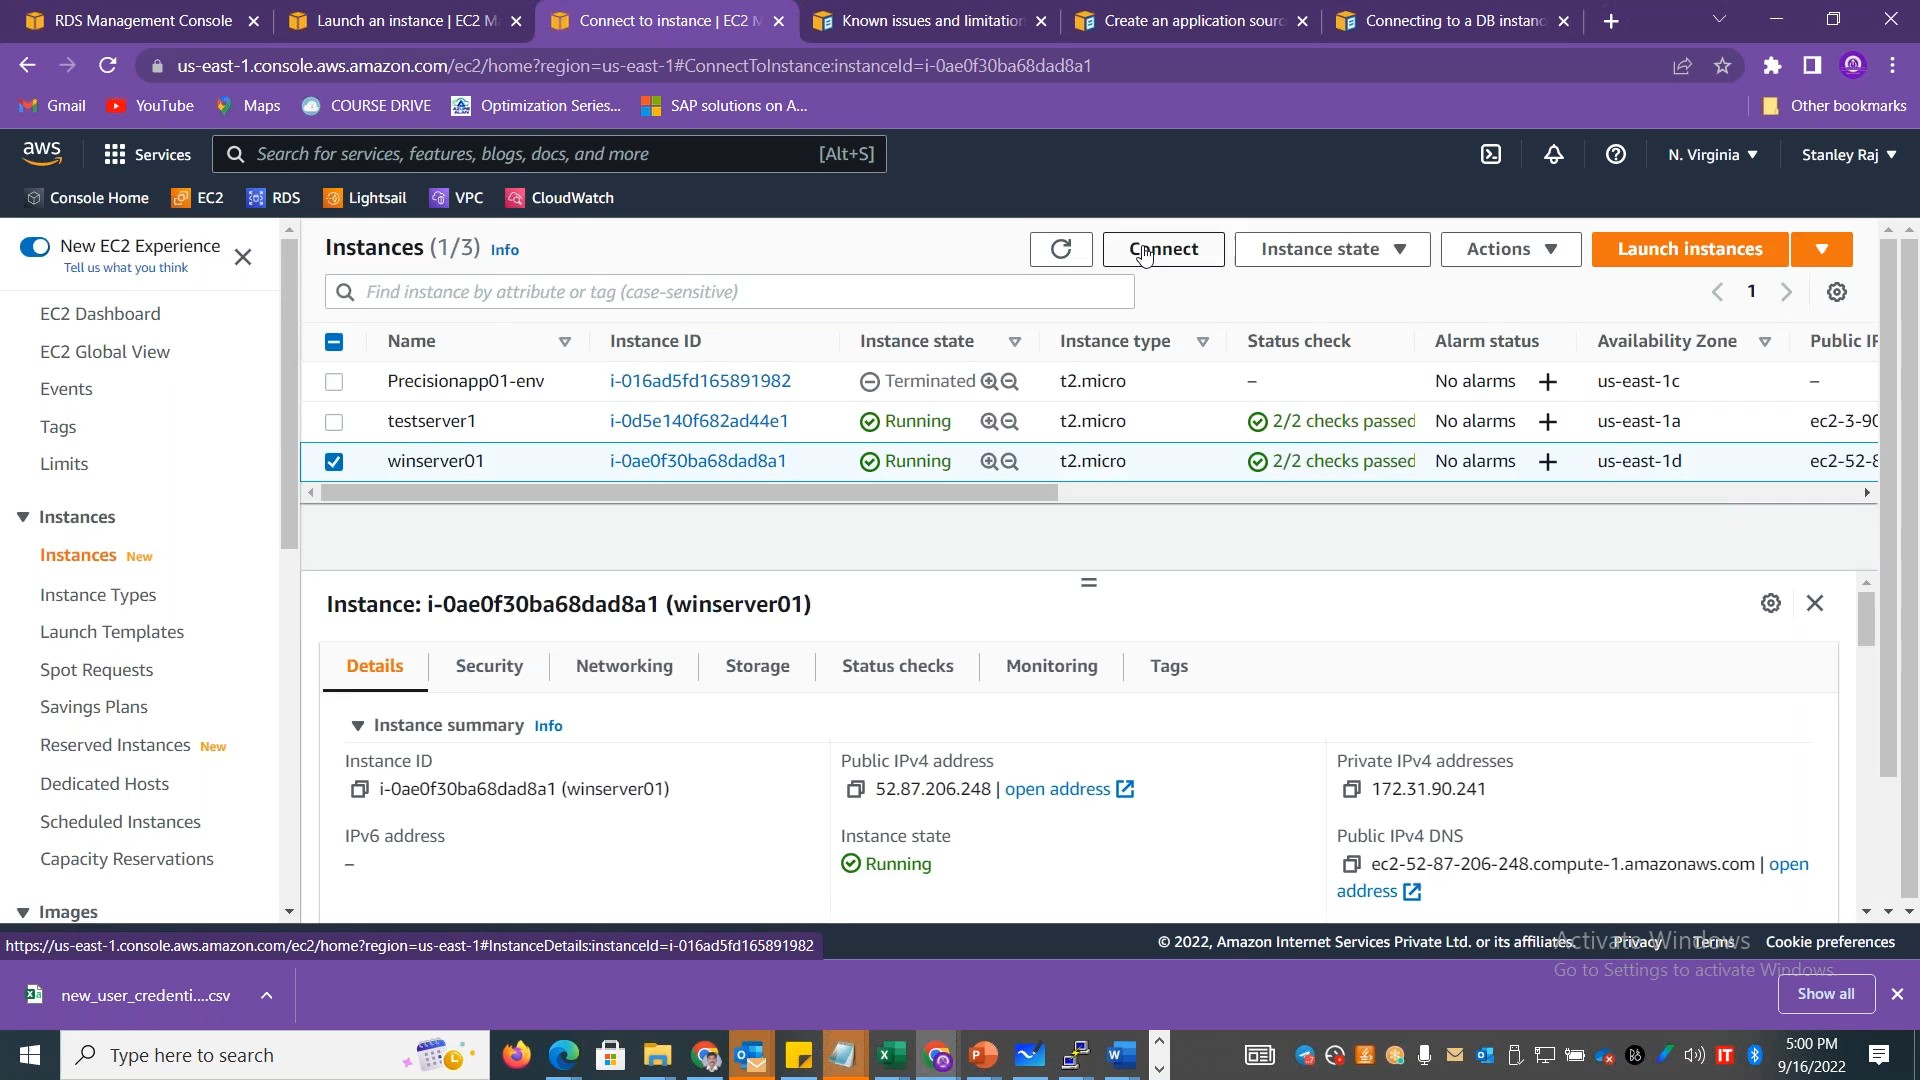 RDS Management Console
Launch an instance | EC2 M
Connect to instance | EC2 M
Known issues and limitation
Create an application sourc
Connecting to a DB instanc
us-east-1.console.aws.amazon.com/ec2/home?region=us-east-1#ConnectToInstance:instanceId=i-0ae0f30ba68dad8a1
Gmail YouTube Maps COURSE DRIVE Optimization Series... SAP solutions on A... Other bookmarks
aws Services Search for services, features, blogs, docs, and more [Alt+S] N. Virginia Stanley Raj
Console Home EC2 RDS Lightsail VPC CloudWatch
New EC2 Experience
Tell us what you think
EC2 Dashboard
EC2 Global View
Events
Tags
Limits
Instances
Instances New
Instance Types
Launch Templates
Spot Requests
Savings Plans
Reserved Instances New
Dedicated Hosts
Scheduled Instances
Capacity Reservations
Images
Instances (1/3) Info Connect Instance state Actions Launch instances
Find instance by attribute or tag (case-sensitive) 1
Name Instance ID Instance state Instance type Status check Alarm status Availability Zone Public IP
Precisionapp01-env i-016ad5fd165891982 Terminated t2.micro – No alarms + us-east-1c –
testserver1 i-0d5e140f682ad44e1 Running t2.micro 2/2 checks passed No alarms + us-east-1a ec2-3-90
winserver01 i-0ae0f30ba68dad8a1 Running t2.micro 2/2 checks passed No alarms + us-east-1d ec2-52-8
Instance: i-0ae0f30ba68dad8a1 (winserver01)
Details Security Networking Storage Status checks Monitoring Tags
Instance summary Info
Instance ID Public IPv4 address Private IPv4 addresses
i-0ae0f30ba68dad8a1 (winserver01) 52.87.206.248 | open address 172.31.90.241
IPv6 address Instance state Public IPv4 DNS
– Running ec2-52-87-206-248.compute-1.amazonaws.com | open
address
https://us-east-1.console.aws.amazon.com/ec2/home?region=us-east-1#InstanceDetails:instanceId=i-016ad5fd165891982
© 2022, Amazon Internet Services Private Ltd. or its affiliates. Privacy Terms Cookie preferences
Activate Windows
Go to Settings to activate Windows.
new_user_credenti....csv Show all
Type here to search
5:00 PM
9/16/2022